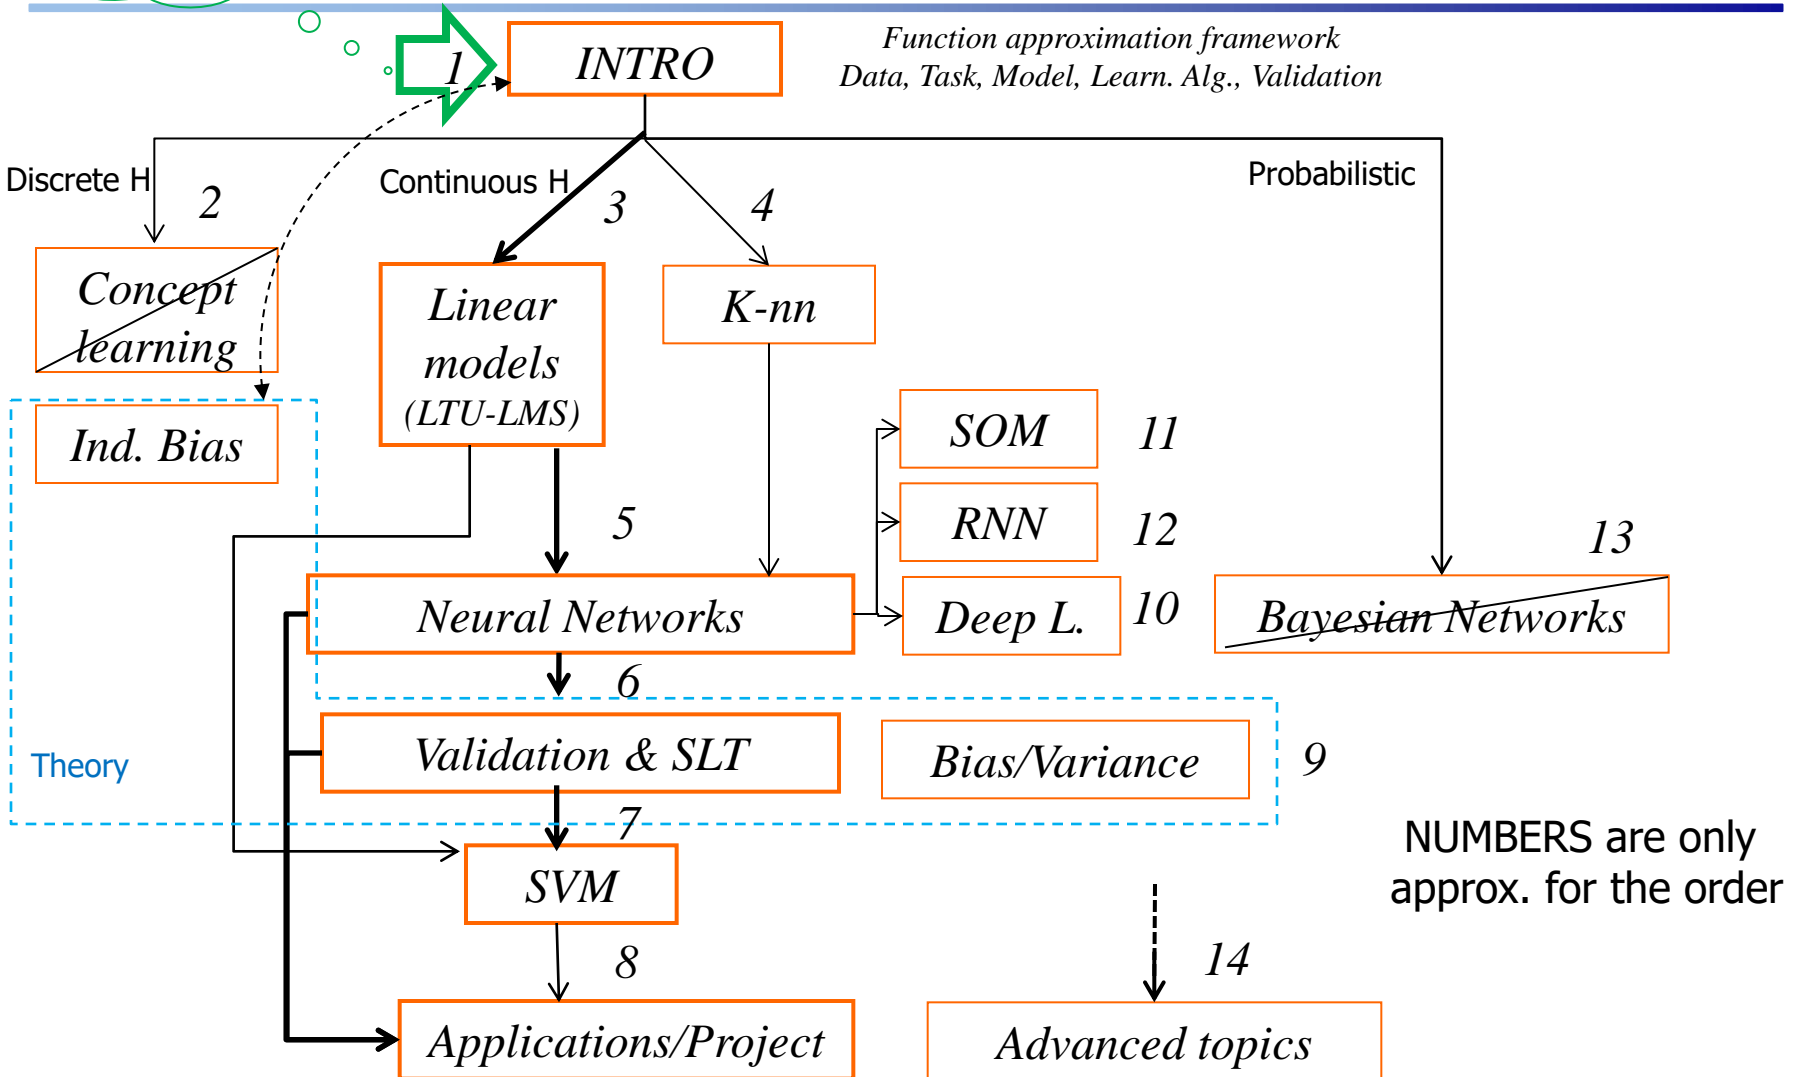 Function approximation framework
1
INTRO
Data, Task, Model, Learn. Alg., Validation
Discrete H
Continuous H
Probabilistic
2
3
4
Concept
learning
Linear
models
(LTU-LMS)
K-nn
Ind. Bias
SOM
11
5
RNN
12
13
Neural Networks
Deep L.
10
Bayesian Networks
6
Theory
Validation & SLT
Bias/Variance
9
7
NUMBERS are only
approx. for the order
SVM
8
14
Applications/Project
Advanced topics